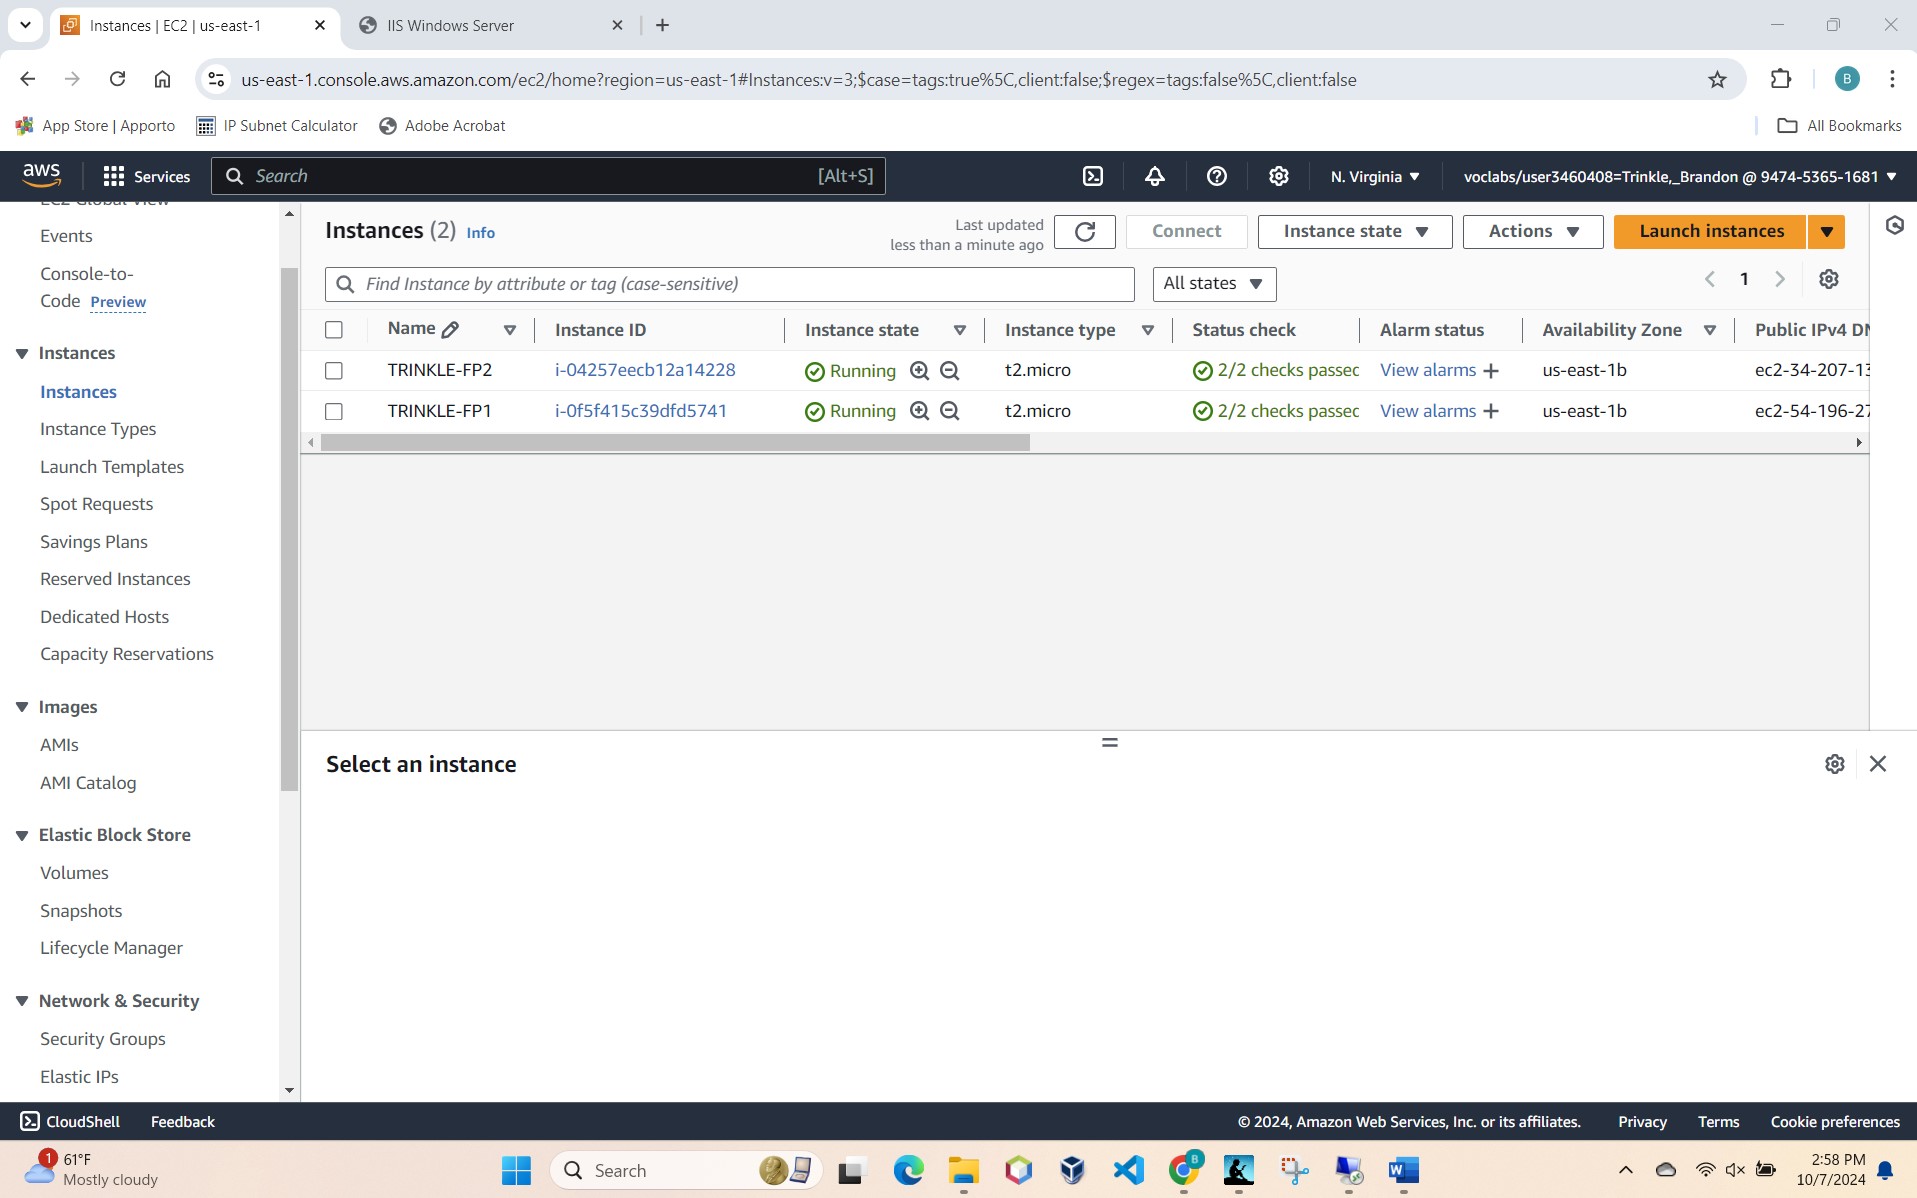 Instances | EC2 | us-east-1
IIS Windows Server
us-east-1.console.aws.amazon.com/ec2/home?region=us-east-1#Instances:v=3;$case=tags:true%5C,client:false;$regex=tags:false%5C,client:false
B
App Store | Apporto
IP Subnet Calculator
Adobe Acrobat
All Bookmarks
aws
Services
Search
[Alt+S]
N. Virginia
voclabs/user3460408=Trinkle,_Brandon @ 9474-5365-1681
EC2 Global View
Events
Console-to-
Code Preview
Instances
Instances
Instance Types
Launch Templates
Spot Requests
Savings Plans
Reserved Instances
Dedicated Hosts
Capacity Reservations
Images
AMIs
AMI Catalog
Elastic Block Store
Volumes
Snapshots
Lifecycle Manager
Network & Security
Security Groups
Elastic IPs
Instances (2) Info
Last updated
less than a minute ago
Connect
Instance state
Actions
Launch instances
Find Instance by attribute or tag (case-sensitive)
All states
1
Name Instance ID Instance state Instance type Status check Alarm status Availability Zone Public IPv4 DN
TRINKLE-FP2 i-04257eecb12a14228 Running t2.micro 2/2 checks passec View alarms + us-east-1b ec2-34-207-13
TRINKLE-FP1 i-0f5f415c39dfd5741 Running t2.micro 2/2 checks passec View alarms + us-east-1b ec2-54-196-27
Select an instance
CloudShell
Feedback
© 2024, Amazon Web Services, Inc. or its affiliates.
Privacy
Terms
Cookie preferences
1
61°F
Mostly cloudy
Search
B
2:58 PM
10/7/2024